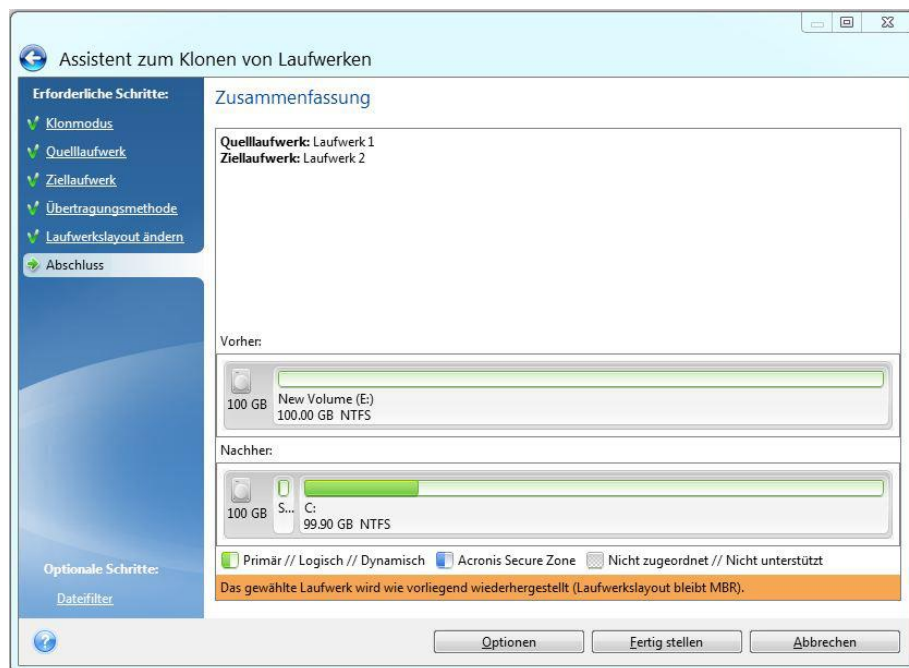 Assistent zum Klonen von Laufwerken
Erforderliche Schritte:
Klonmodus
Quelllaufwerk
Ziellaufwerk
Übertragungsmethode
Laufwerkslayout ändern
Abschluss
Optionale Schritte:
Dateifilter
Zusammenfassung
Quelllaufwerk: Laufwerk 1
Ziellaufwerk: Laufwerk 2
Vorher:
100 GB
New Volume (E:)
100.00 GB NTFS
Nachher:
100 GB
S...
C:
99.90 GB NTFS
Primär // Logisch // Dynamisch Acronis Secure Zone Nicht zugeordnet // Nicht unterstützt
Das gewählte Laufwerk wird wie vorliegend wiederhergestellt (Laufwerkslayout bleibt MBR).
? Optionen Fertig stellen Abbrechen